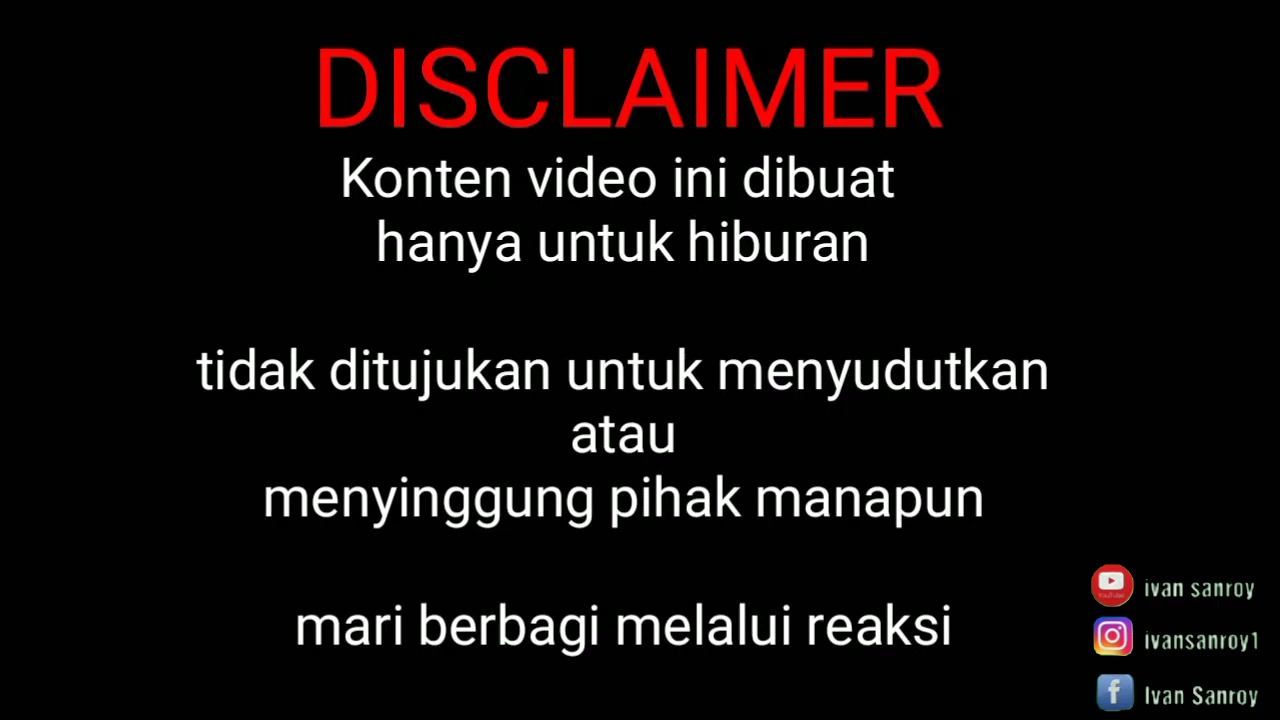 DISCLAIMER
Konten video ini dibuat
hanya untuk hiburan
tidak ditujukan untuk menyudutkan
atau
menyinggung pihak manapun
mari berbagi melalui reaksi
ivan sanroy
ivansanroy1
Ivan Sanroy